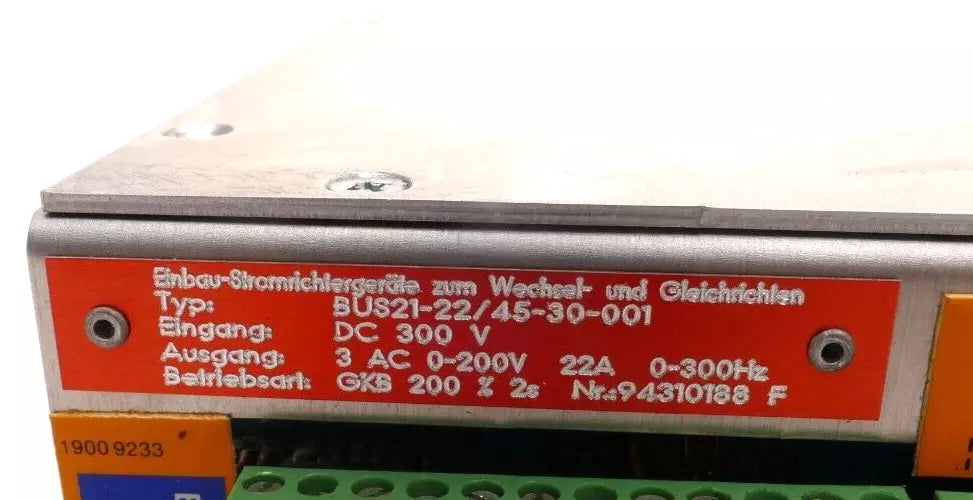 Einbau-Stromrichtergeräte zum Wechsel- und Gleichrichten
Typ: BUS21-22/45-30-001
Eingang: DC 300 V
Ausgang: 3 AC 0-200V 22A 0-300Hz
Betriebsart: GKB 200 % 2s Nr.:94310188 F
1900 9233